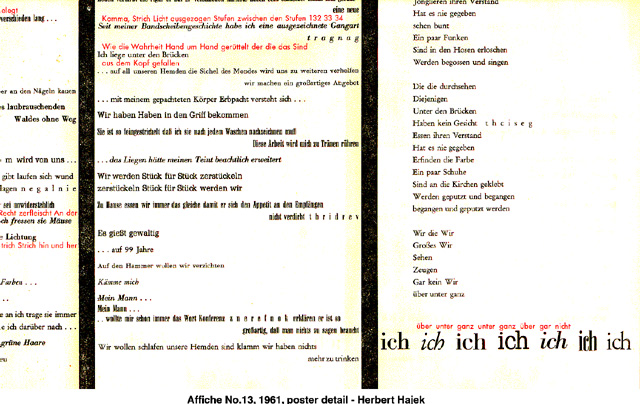 elegt
verschieden lang . . .
er an den Nägeln kauen
es laubrauschenden
Waldes ohne Weg
m wird von uns . . .
gibt laufen sich wund
lagen n e g a l n i e
sei unwiderstehlich
Recht zerfleischt An der
ch fressen sie Mäuse
e Lichtung
trich Strich hin und her
Farben . . .
e an ich trage sie immer
e ich darüber nach . . .
grüne Haare
eine neue
Komma, Strich Licht ausgezogen Stufen zwischen den Stufen 132 33 34
Seit meiner Bandscheibengeschichte habe ich eine ausgezeichnete Gangart
t r a g n a g
Wie die Wahrheit Hand um Hand gerüttelt der die das Sind
Ich liege unter den Brücken
aus dem Kopf gefallen
. . . auf all unseren Hemden die Sichel des Mondes wird uns zu weiteren verhelfen
wir machen ein großartiges Angebot
. . . mit meinem gepachteten Körper Erbpacht versteht sich . . .
Wir haben Haben in den Griff bekommen
Sie ist so feingestrichelt daß ich sie nach jedem Waschen nachzeichnen muß
Diese Arbeit wird mich zu Tränen rühren
. . . das Liegen hätte meinen Teint beachtlich erweitert
Wir werden Stück für Stück zerstückeln
zerstückeln Stück für Stück werden wir
Zu Hause essen wir immer das gleiche damit er sich den Appetit an den Empfängen
nicht verdirbt t b r i d r e v
Es gießt gewaltig
. . . auf 99 Jahre
Auf den Hammer wollen wir verzichten
Kämme mich
Mein Mann . . .
Mein Mann . . .
. . wollte mir schon immer das Wort Konferenz a n e r e f n o k erklären er ist so
großartig, daß man nichts zu sagen braucht
Wir wollen schlafen unsere Hemden sind klamm wir haben nichts
mehr zu trinken
Jonglieren ihren Verstand
Hat es nie gegeben
sehen bunt
Ein paar Funken
Sind in den Hosen erloschen
Werden begossen und singen
Die die durchsehen
Diejenigen
Unter den Brücken
Haben kein Gesicht t h c i s e g
Essen ihren Verstand
Hat es nie gegeben
Erfinden die Farbe
Ein paar Schuhe
Sind an die Kirchen geklebt
Werden geputzt und begangen
begangen und geputzt werden
Wir die Wir
Großes Wir
Sehen
Zeugen
Gar kein Wir
über unter ganz
über unter ganz unter ganz über gar nicht
ich ich ich ich ich ich ich
Affiche No.13, 1961, poster detail - Herbert Hajek